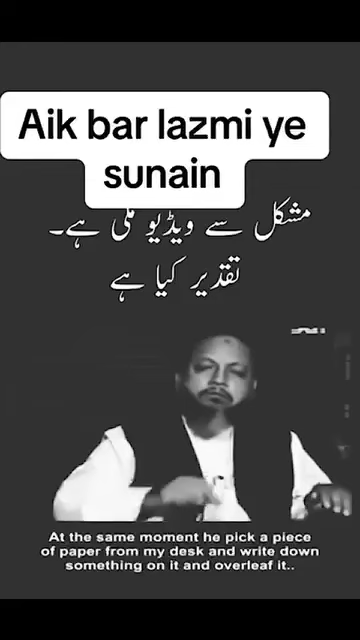 Aik bar lazmi ye
sunain
مشکل سے ویڈیو ملی ہے۔
تقدیر کیا ہے
At the same moment he pick a piece
of paper from my desk and write down
something on it and overleaf it..